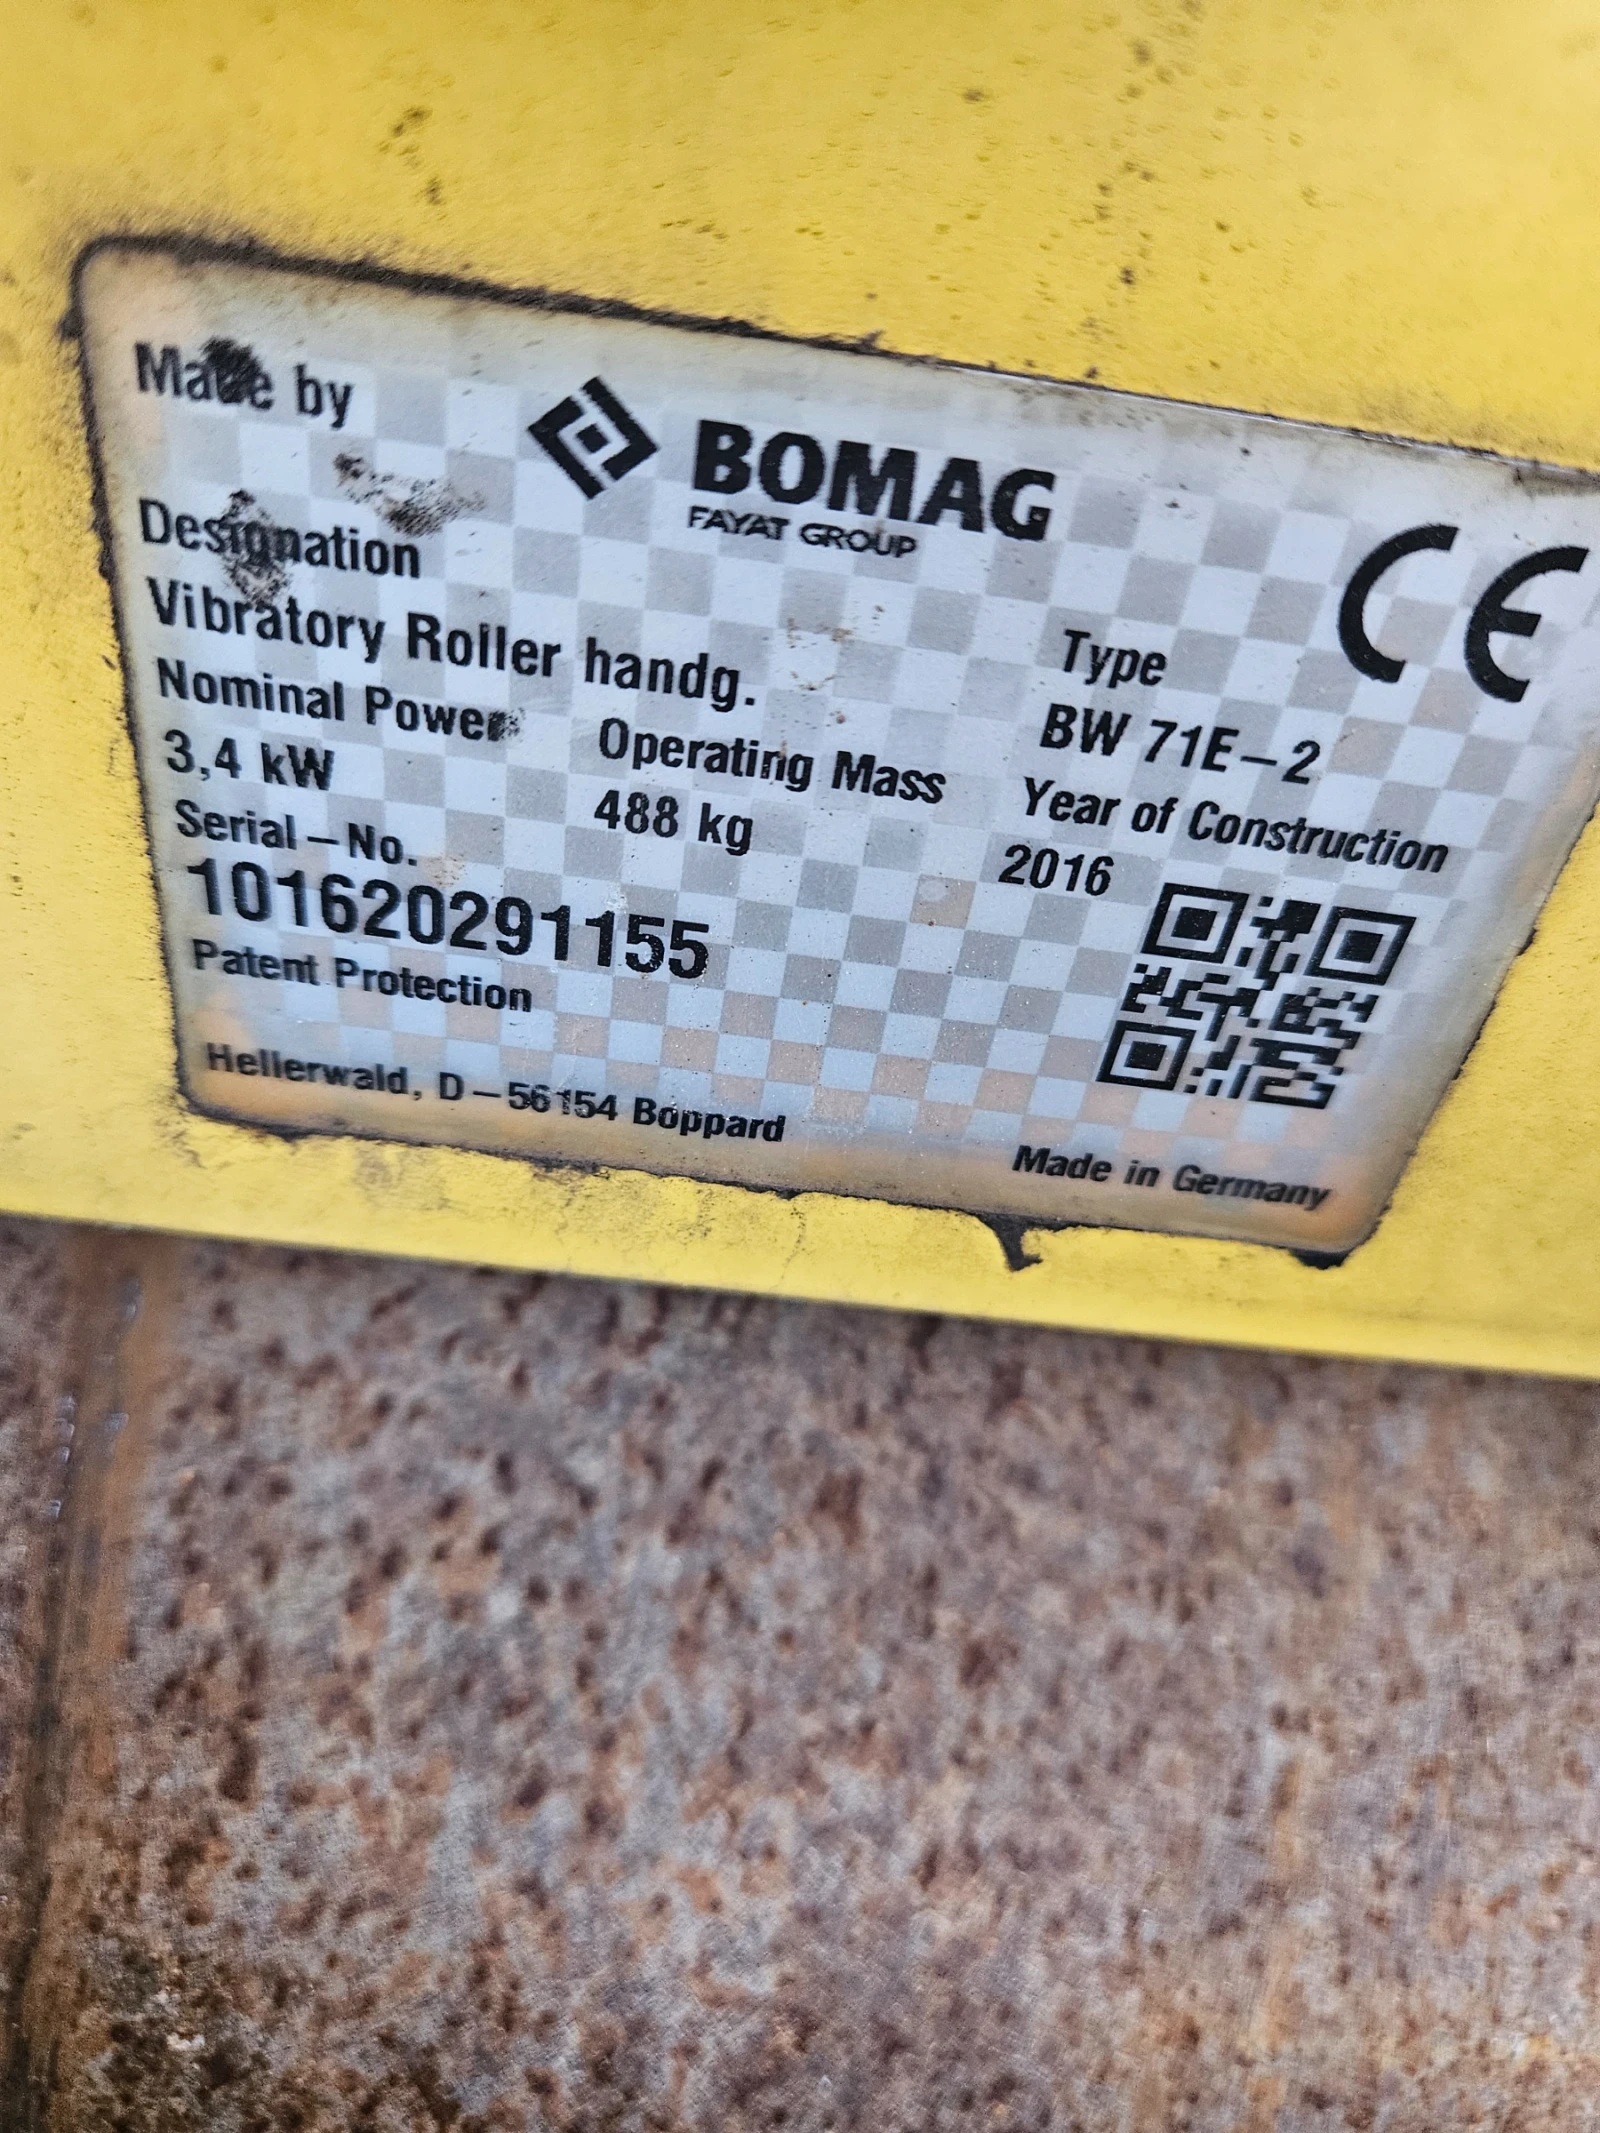 Made by
BOMAG
FAYAT GROUP
CE
Designation
Vibratory Roller handg.
Type
BW 71E-2
Nominal Power
3,4 kW
Operating Mass
488 kg
Year of Construction
2016
Serial-No.
101620291155
Patent Protection
Hellerwald, D-56154 Boppard
Made in Germany